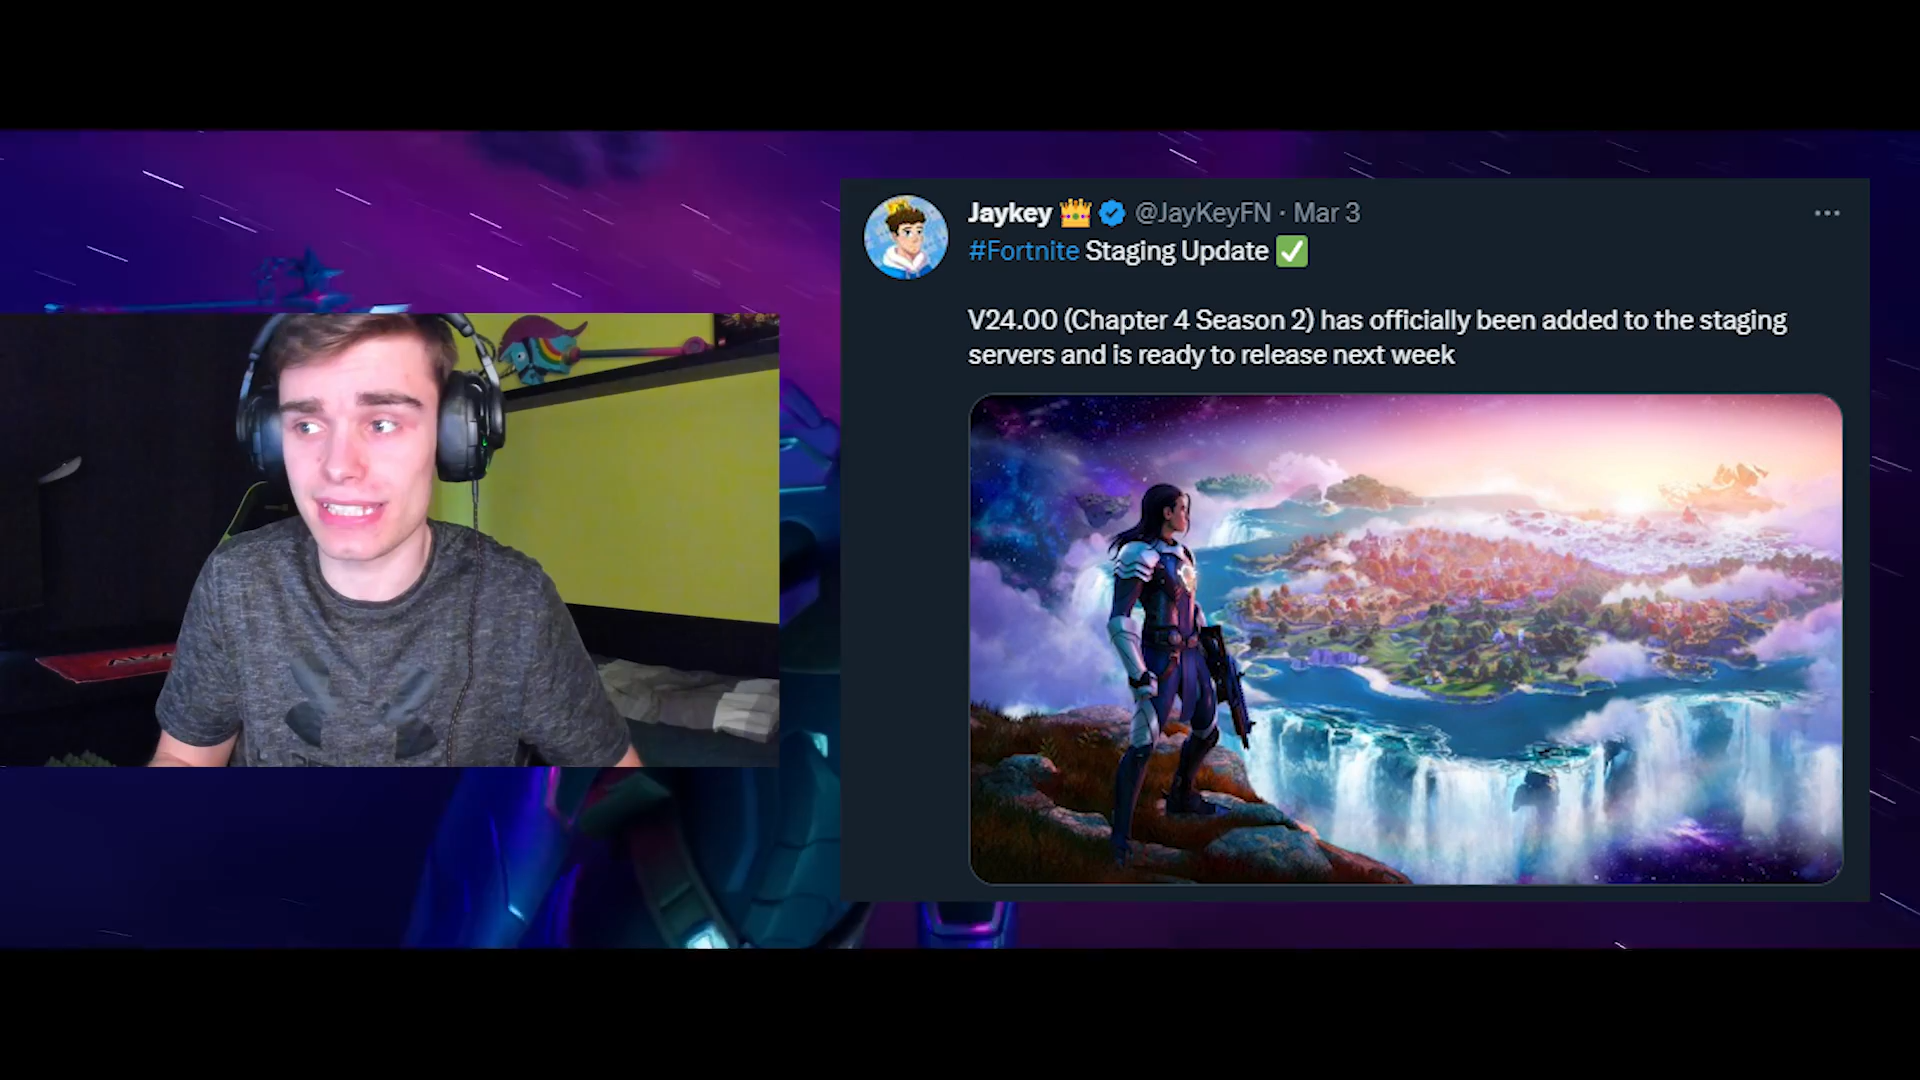 Jaykey 👑 @JayKeyFN · Mar 3
#Fortnite Staging Update ✅
V24.00 (Chapter 4 Season 2) has officially been added to the staging
servers and is ready to release next week